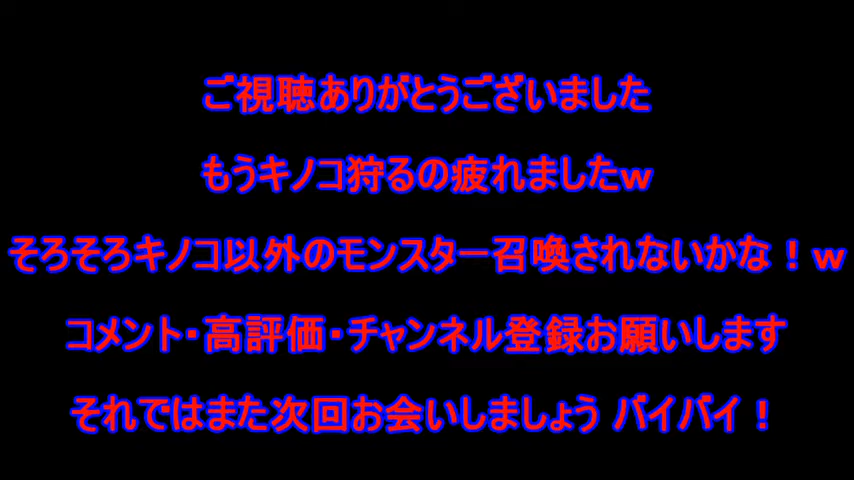 ご視聴ありがとうございました
もうキノコ狩るの疲れましたw
そろそろキノコ以外のモンスター召喚されないかな！w
コメント・高評価・チャンネル登録お願いします
それではまた次回お会いしましょう バイバイ！